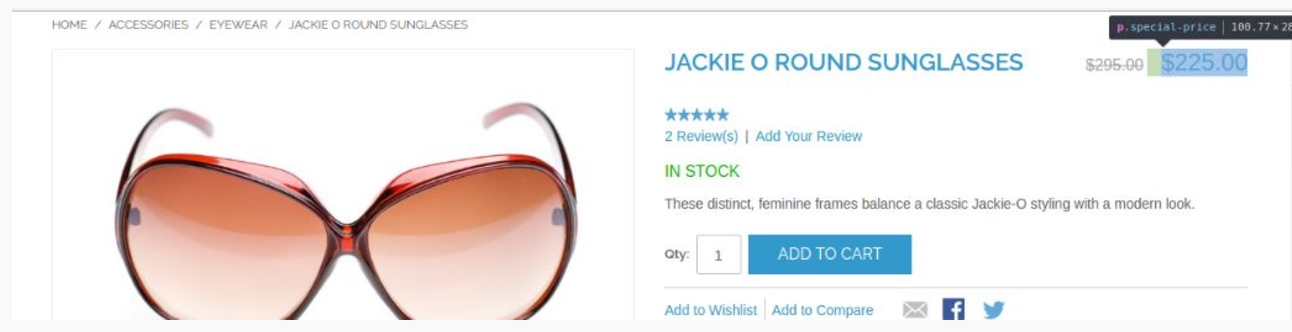 HOME / ACCESSORIES / EYEWEAR / JACKIE O ROUND SUNGLASSES
p.special-price | 100.77×28
JACKIE O ROUND SUNGLASSES $295.00 $225.00
2 Review(s) | Add Your Review
IN STOCK
These distinct, feminine frames balance a classic Jackie-O styling with a modern look.
Qty: 1 ADD TO CART
Add to Wishlist | Add to Compare